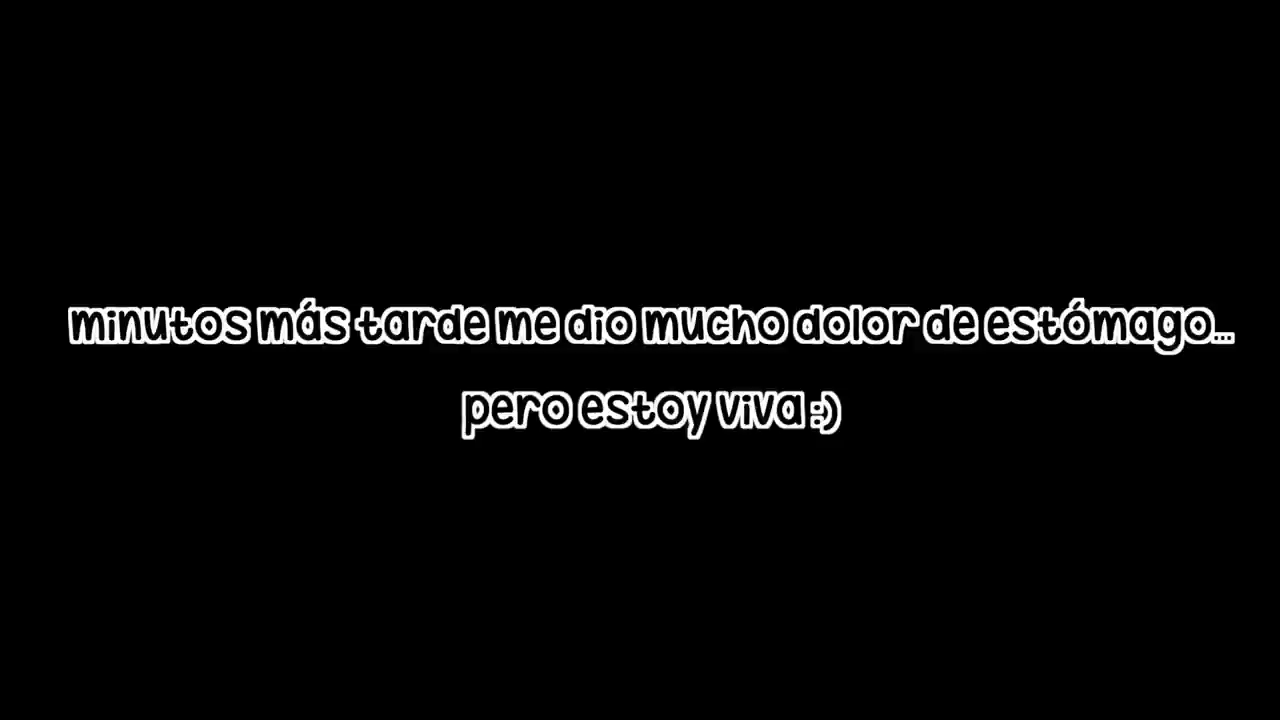 minutos más tarde me dio mucho dolor de estómago...
pero estoy viva :)